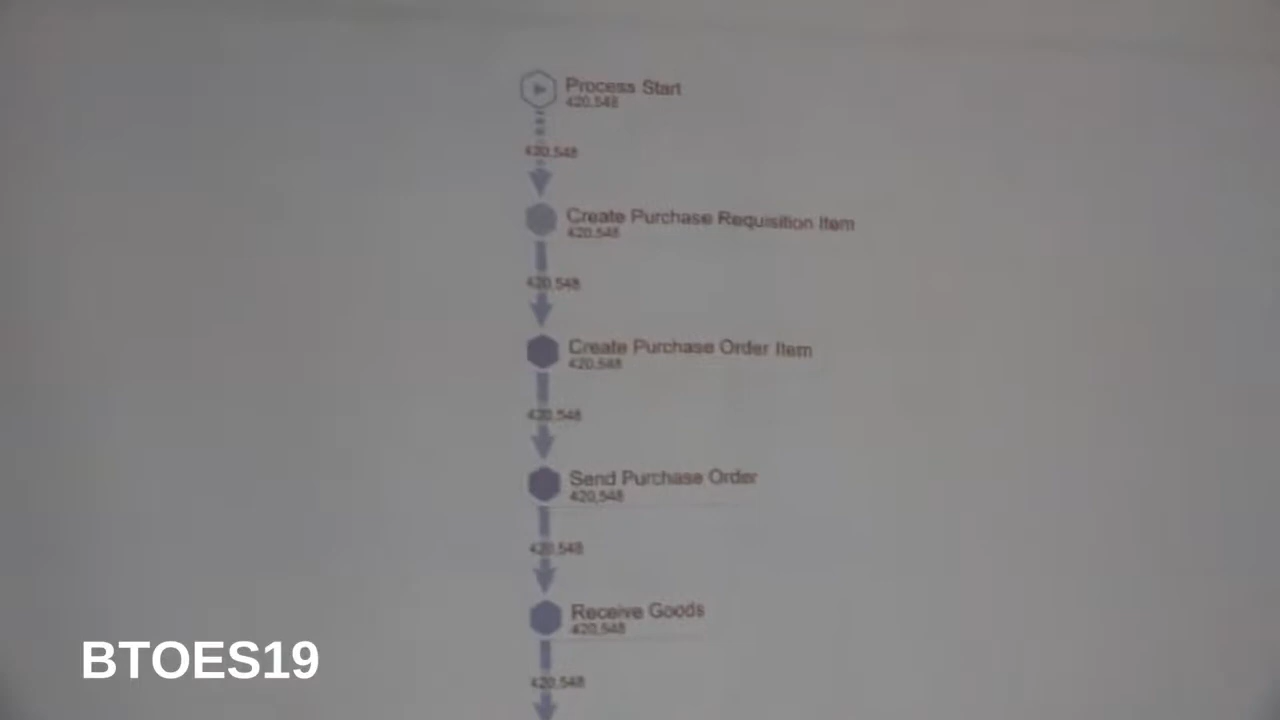 Process Start
420,548
420,548
Create Purchase Requisition Item
420,548
420,548
Create Purchase Order Item
420,548
420,548
Send Purchase Order
420,548
420,548
Receive Goods
420,548
420,548
BTOES19